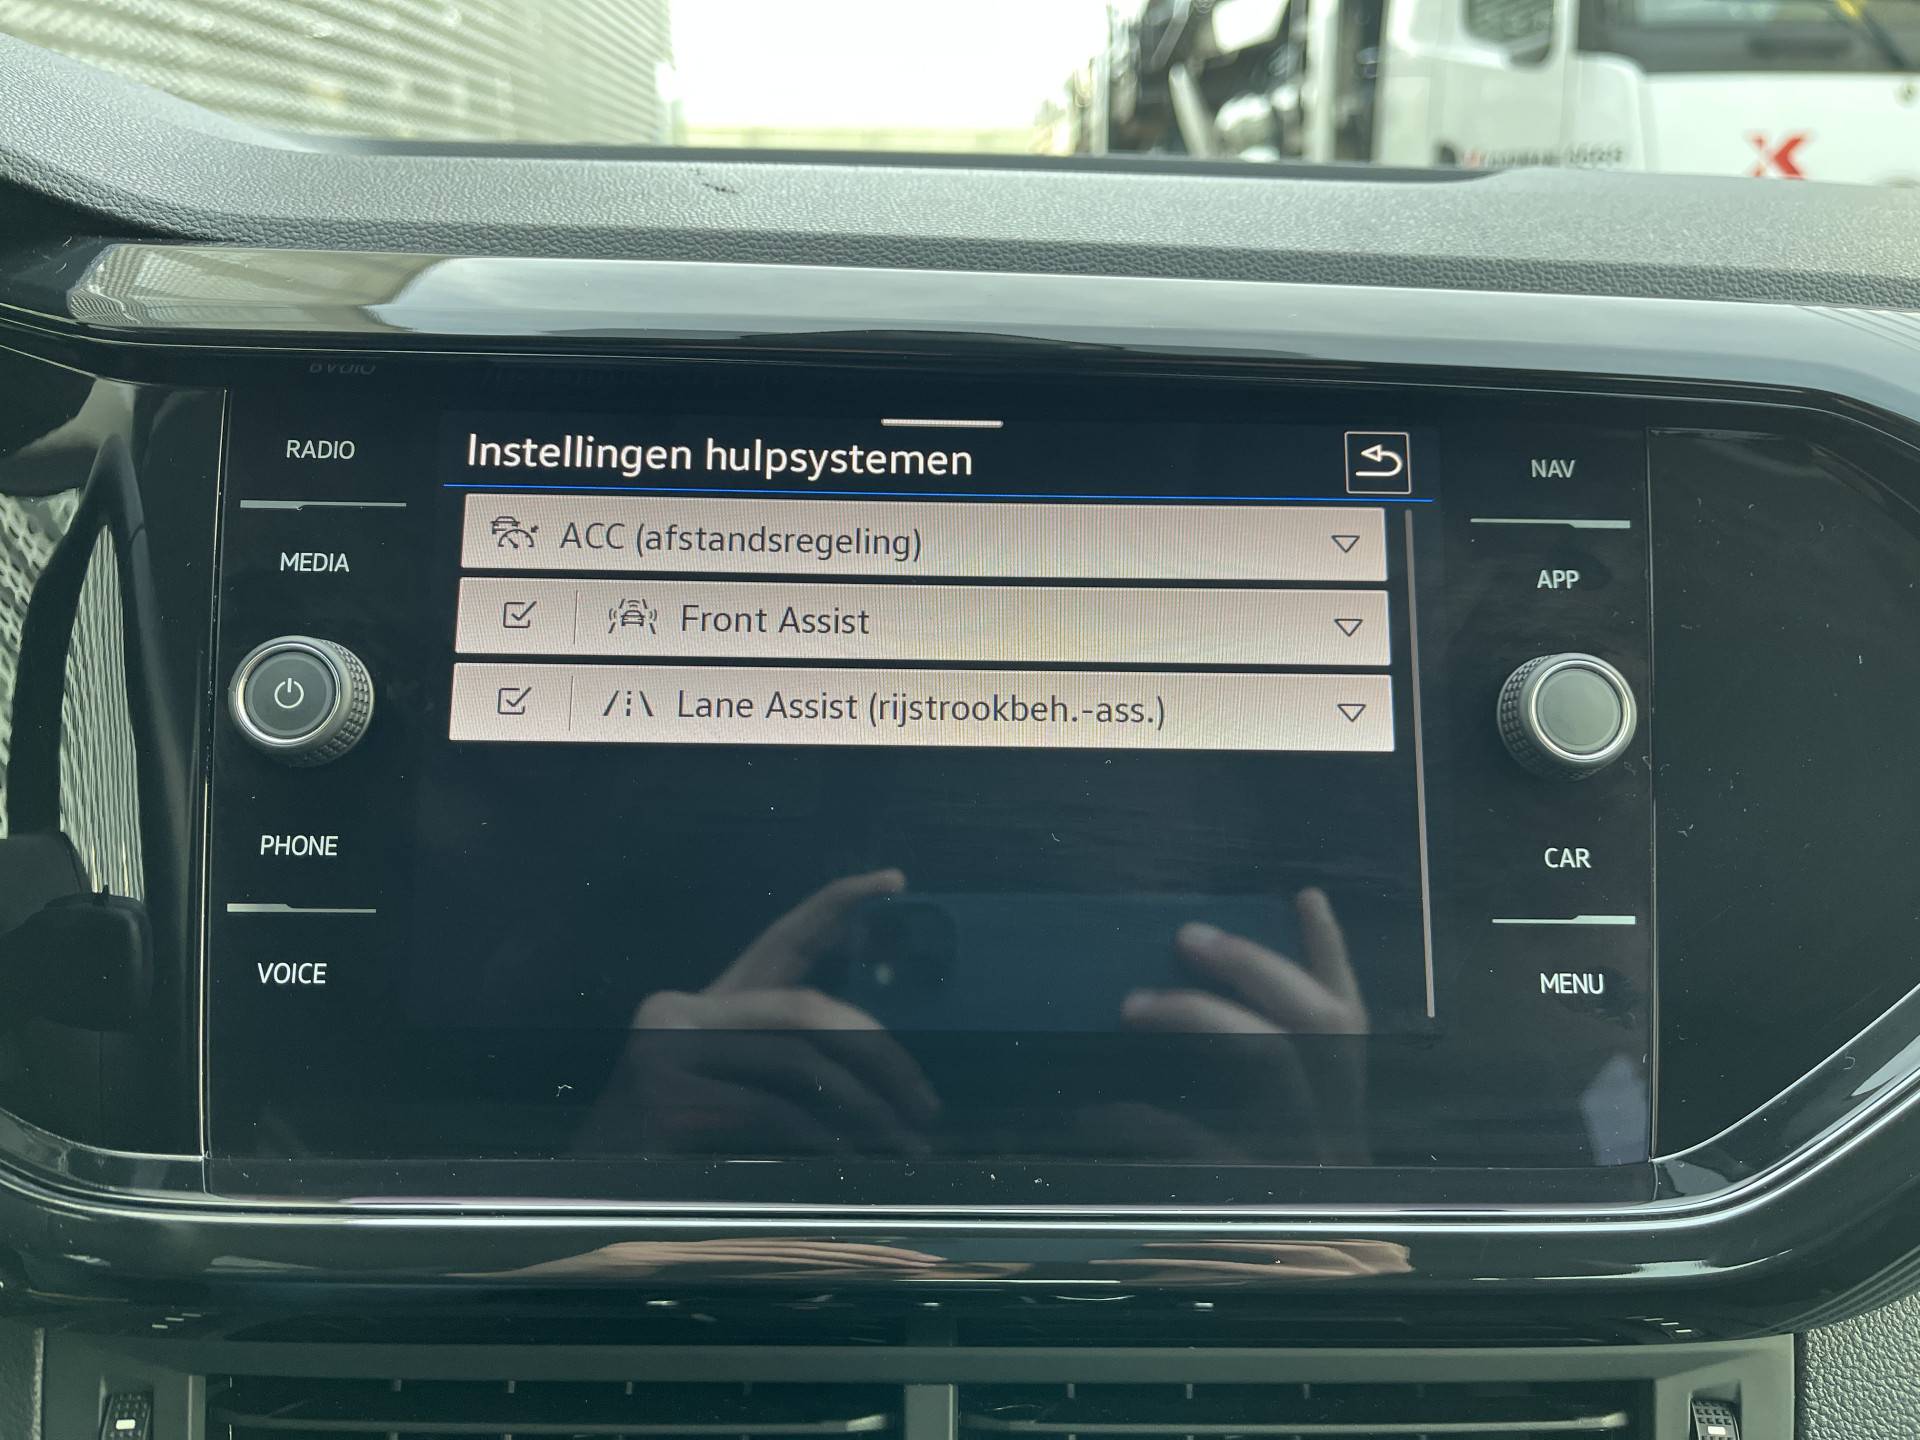 RADIO
MEDIA
PHONE
VOICE
Instellingen hulpsystemen
ACC (afstandsregeling)
Front Assist
Lane Assist (rijstrookbeh.-ass.)
NAV
APP
CAR
MENU